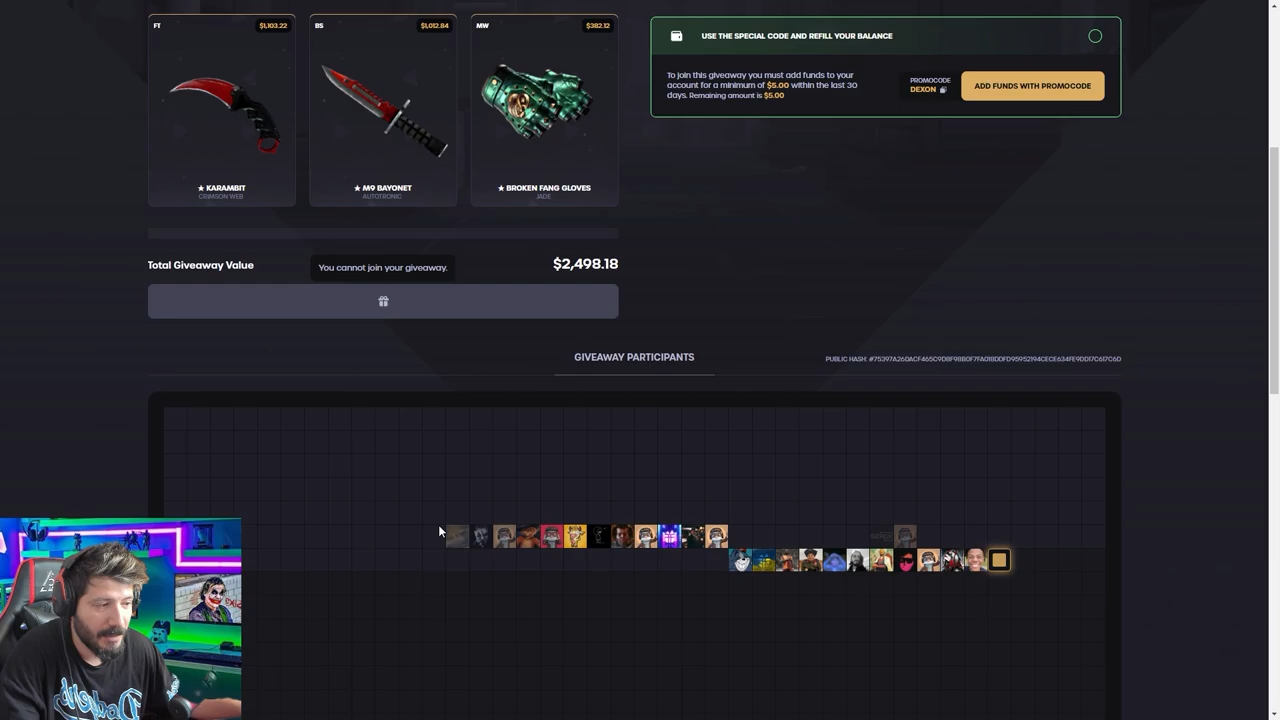 FT
$1,103.22
BS
$1,012.84
MW
$382.12
★ KARAMBIT
CRIMSON WEB
★ M9 BAYONET
AUTOTRONIC
★ BROKEN FANG GLOVES
JADE
USE THE SPECIAL CODE AND REFILL YOUR BALANCE
To join this giveaway you must add funds to your
account for a minimum of $5.00 within the last 30
days. Remaining amount is $5.00
PROMOCODE
DEXON
ADD FUNDS WITH PROMOCODE
Total Giveaway Value
You cannot join your giveaway.
$2,498.18
GIVEAWAY PARTICIPANTS
PUBLIC HASH: